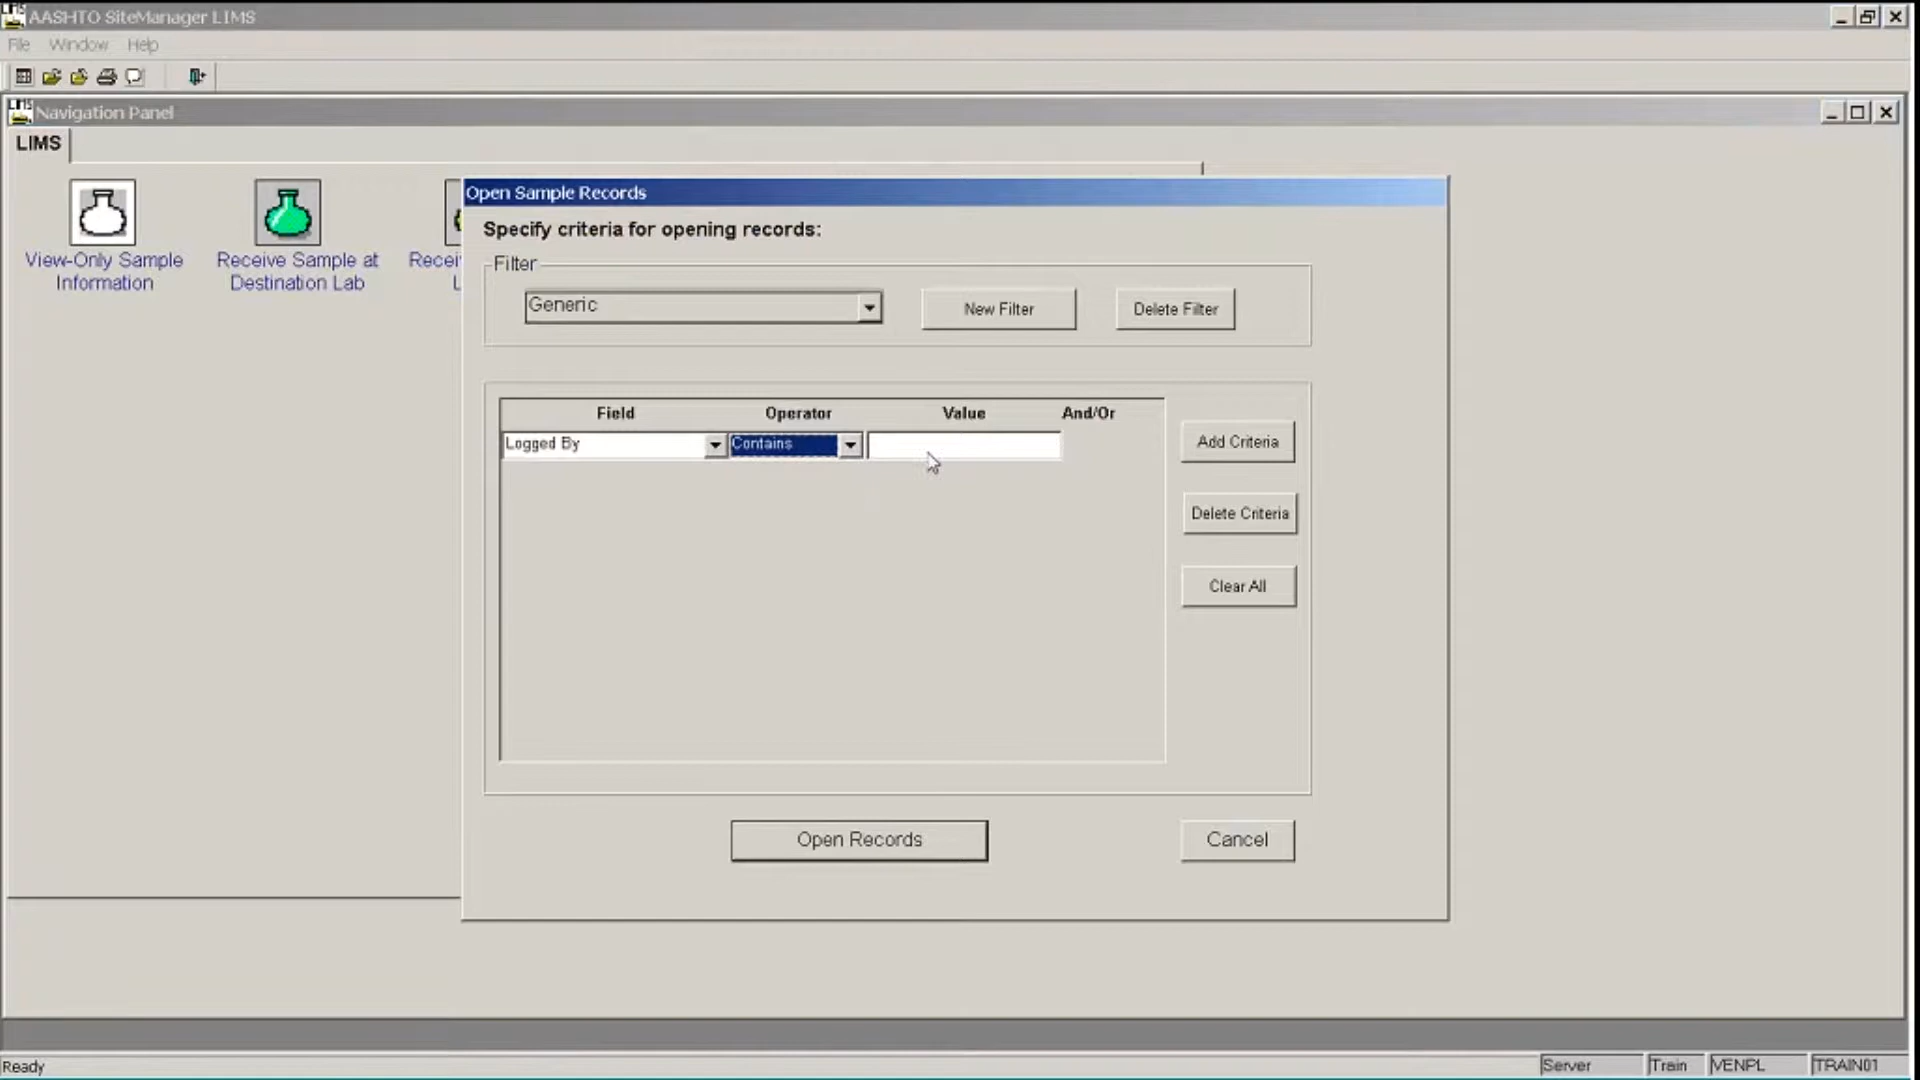 AASHTO SiteManager LIMS
File Window Help
Navigation Panel
LIMS
View-Only Sample
Information
Receive Sample at
Destination Lab
Open Sample Records
Specify criteria for opening records:
Filter
Generic
New Filter
Delete Filter
Field Operator Value And/Or
Logged By Contains
Add Criteria
Delete Criteria
Clear All
Open Records
Cancel
Ready
Server Train VENPL TRAIN01